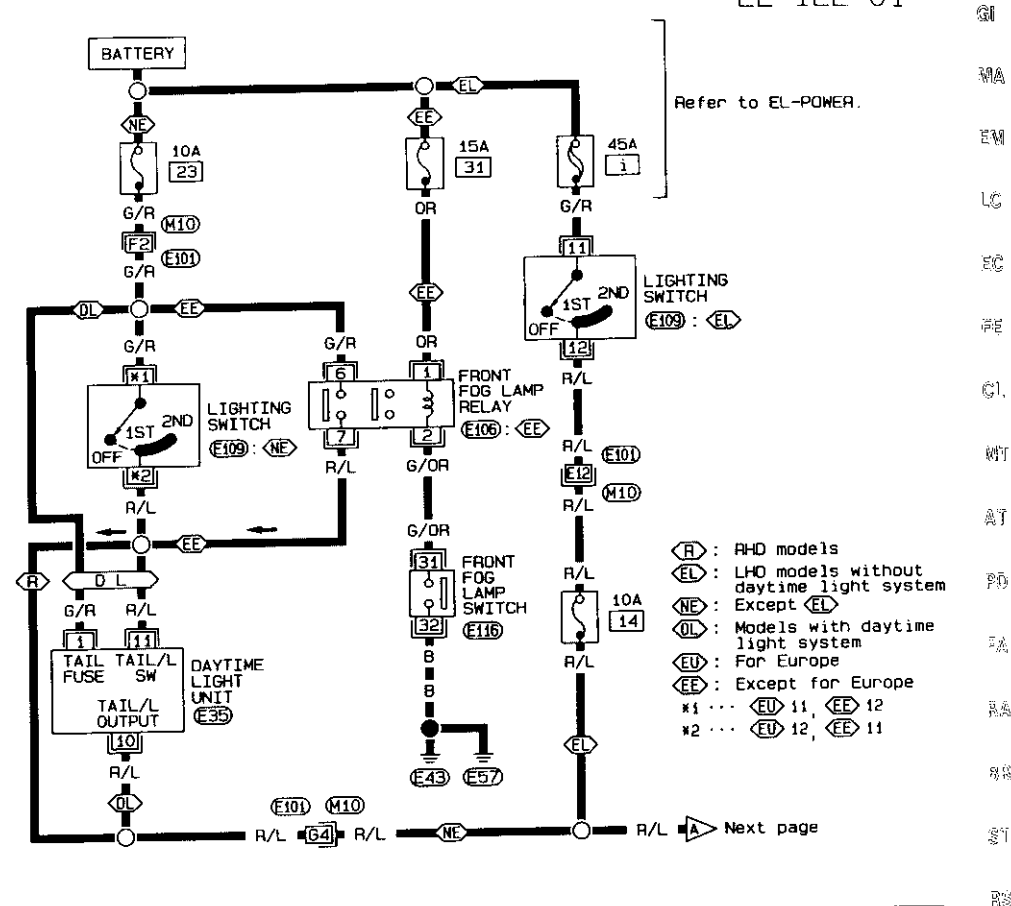 GI
BATTERY
MA
EL
Refer to EL-POWER.
NE
EE
10A
23
15A
31
45A
i
EM
G/R
M10
OR
G/R
LC
F2
E101
G/R
11
EC
DL
EE
EE
1ST 2ND
OFF
LIGHTING
SWITCH
E109 : EL
12
FE
G/R
G/R
OR
R/L
*1
6
1
FRONT
FOG LAMP
RELAY
E106 : EE
CL
1ST 2ND
OFF
LIGHTING
SWITCH
E109 : NE
7
2
*2
R/L
G/OR
R/L
E101
E12
M10
R/L
MT
R/L
G/OR
AT
EE
31
FRONT
FOG
LAMP
SWITCH
E116
32
R
D L
G/R
R/L
R/L
10A
14
R/L
R : RHD models
EL : LHD models without
daytime light system
NE : Except EL
DL : Models with daytime
light system
EU : For Europe
EE : Except for Europe
*1 ··· EU 11, EE 12
*2 ··· EU 12, EE 11
PD
FA
RA
1
11
TAIL
FUSE
TAIL/L
SW
TAIL/L
OUTPUT
DAYTIME
LIGHT
UNIT
E35
10
B
B
E43
E57
EL
R/L
DL
BR
E101
M10
R/L
G4
R/L
NE
R/L
A
Next page
ST
RS